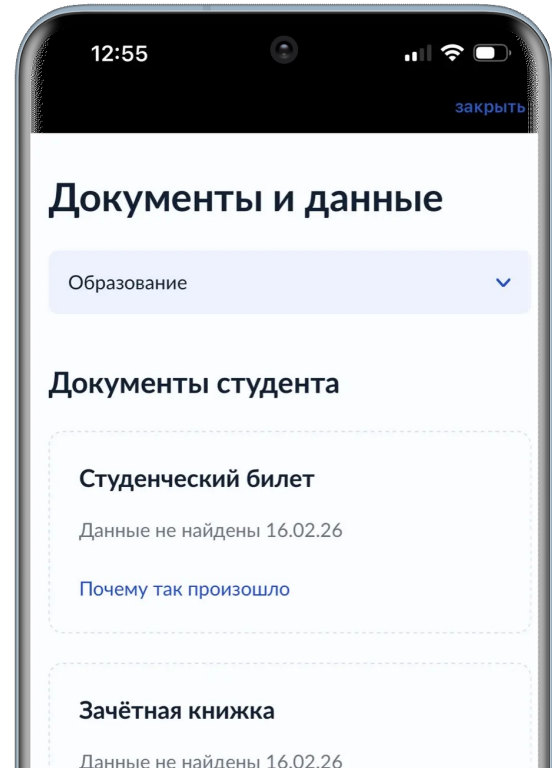 12:55
закрыть
Документы и данные
Образование
Документы студента
Студенческий билет
Данные не найдены 16.02.26
Почему так произошло
Зачётная книжка
Данные не найдены 16.02.26